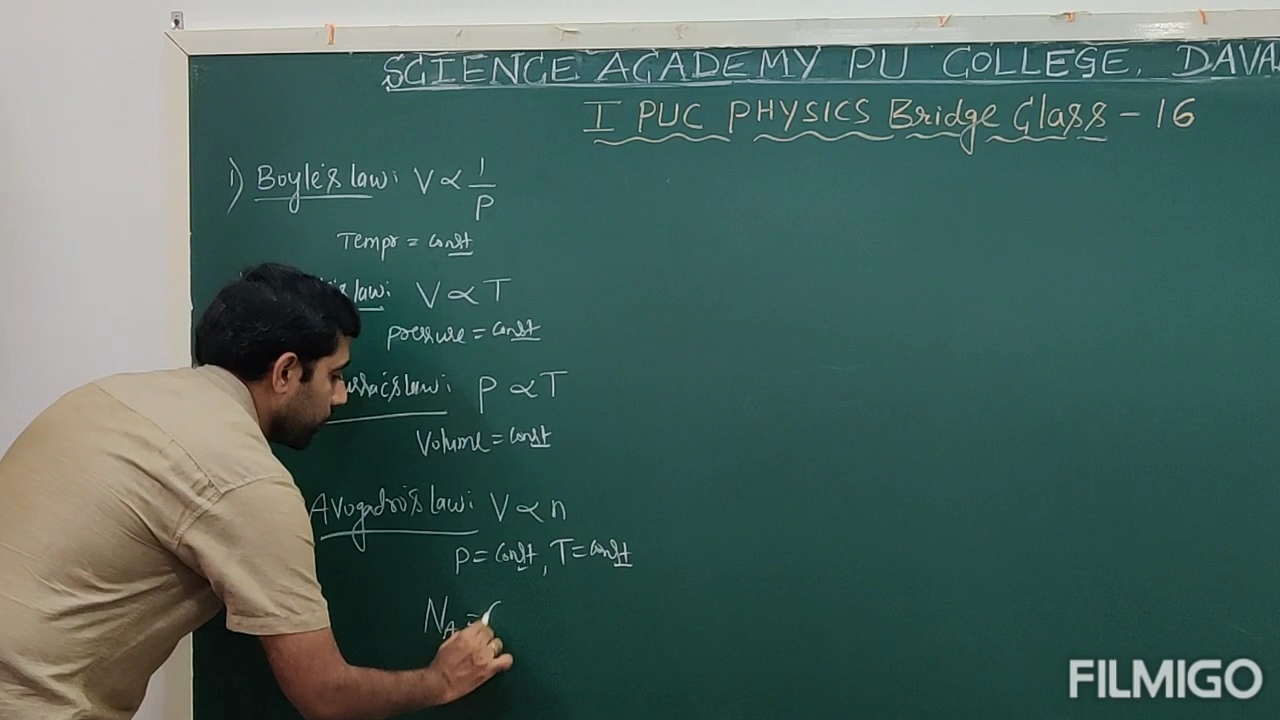 SCIENCE ACADEMY PU COLLEGE, DAVA
I PUC PHYSICS Bridge Class - 16
1) Boyle's law: V ∝ 1/P
Tempr = const
law: V ∝ T
pressure = const
law: P ∝ T
Volume = const
Avogadro's law: V ∝ n
P = const, T = const
N_A =
FILMIGO